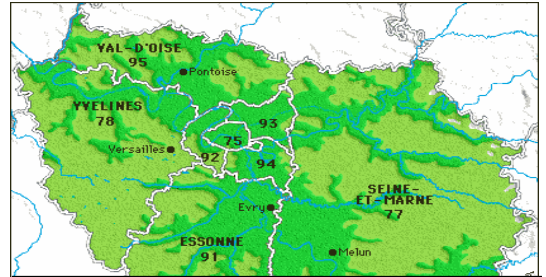 VAL-D'OISE
95
Pontoise
YVELINES
78
93
75
Versailles
92
94
SEINE-
ET-MARNE
77
Evry
ESSONNE
91
Melun